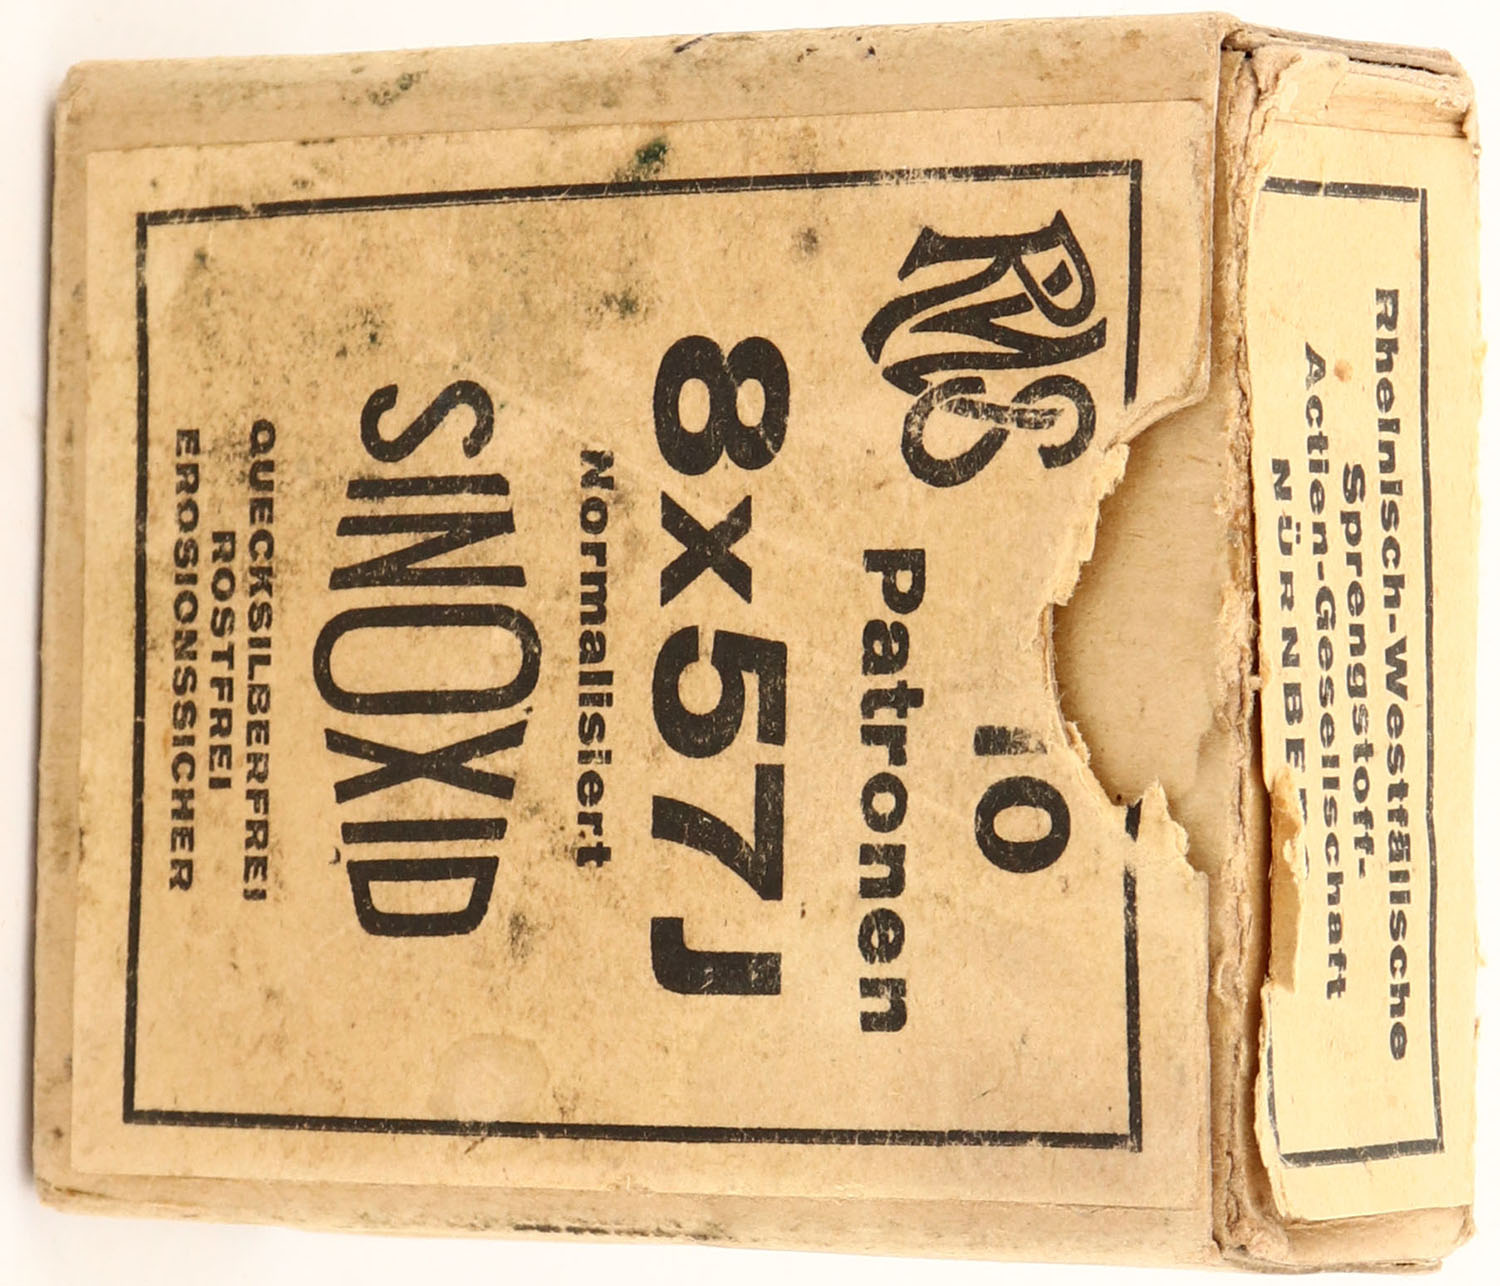 RWS
10
Patronen
8x57J
Normalisiert
SINOXID
QUECKSILBERFREI
ROSTFREI
EROSIONSSICHER
Rheinisch-Westfälische
Sprengstoff-
Actien-Gesellschaft